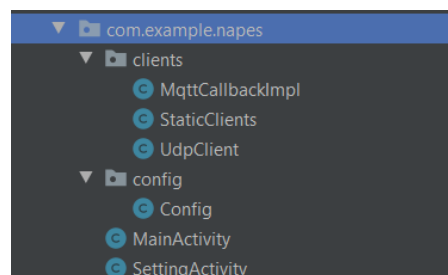 com.example.napes
clients
MqttCallbackImpl
StaticClients
UdpClient
config
Config
MainActivity
SettingActivity